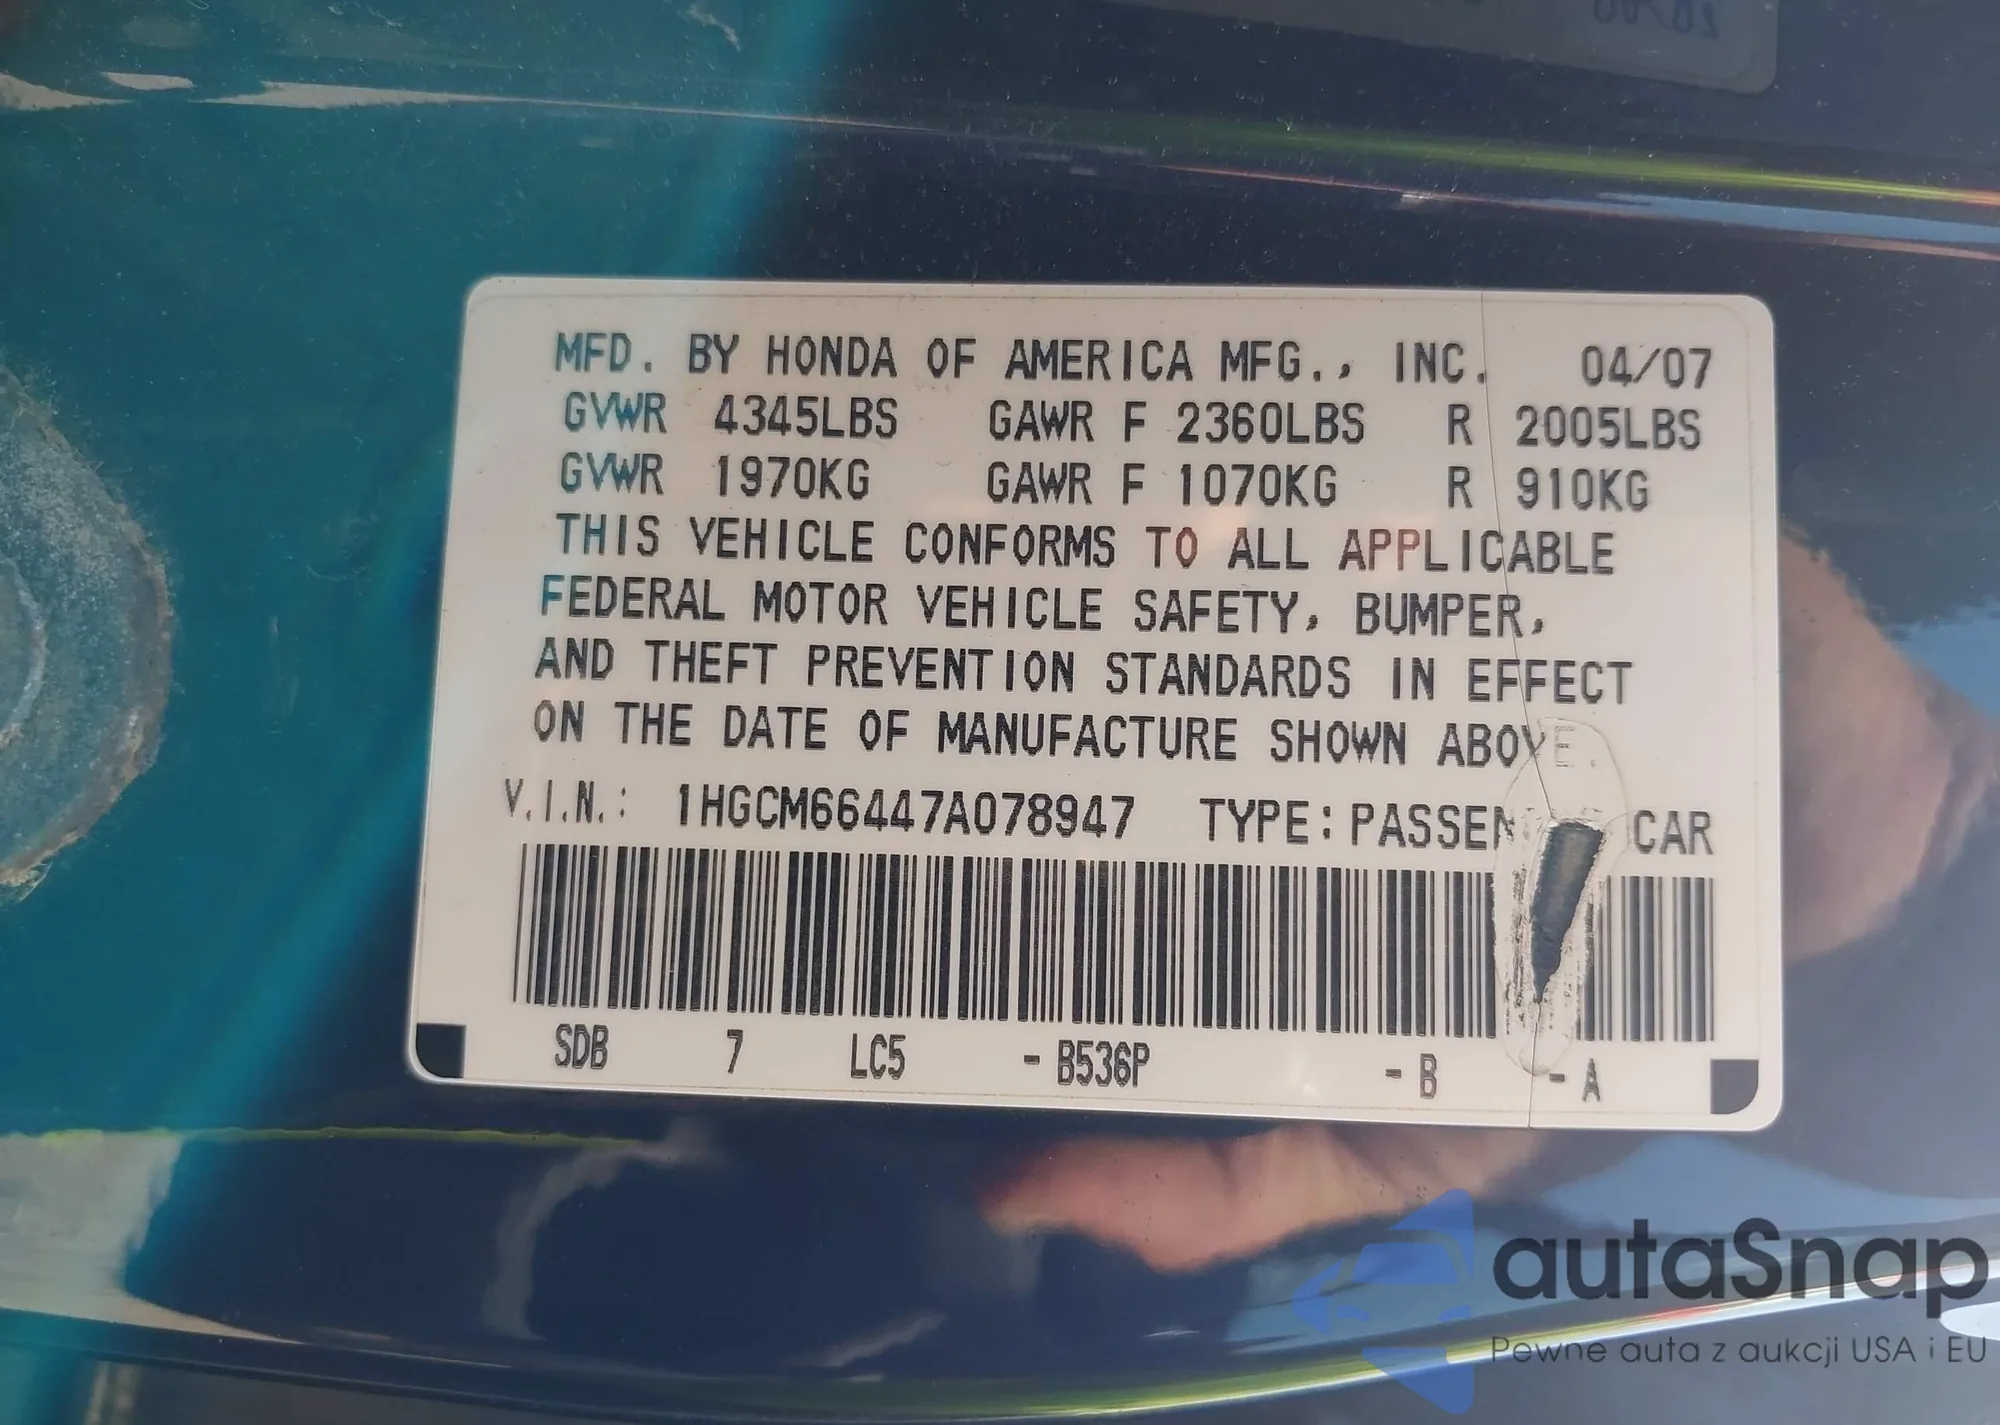 MFD. BY HONDA OF AMERICA MFG., INC. 04/07
GVWR 4345LBS GAWR F 2360LBS R 2005LBS
GVWR 1970KG GAWR F 1070KG R 910KG
THIS VEHICLE CONFORMS TO ALL APPLICABLE
FEDERAL MOTOR VEHICLE SAFETY, BUMPER,
AND THEFT PREVENTION STANDARDS IN EFFECT
ON THE DATE OF MANUFACTURE SHOWN ABOVE.
V.I.N.: 1HGCM66447A078947 TYPE: CAR
SDB 7 LC5 - B536P - B - A
autaSnap
Pewne auta z aukcji USA i EU